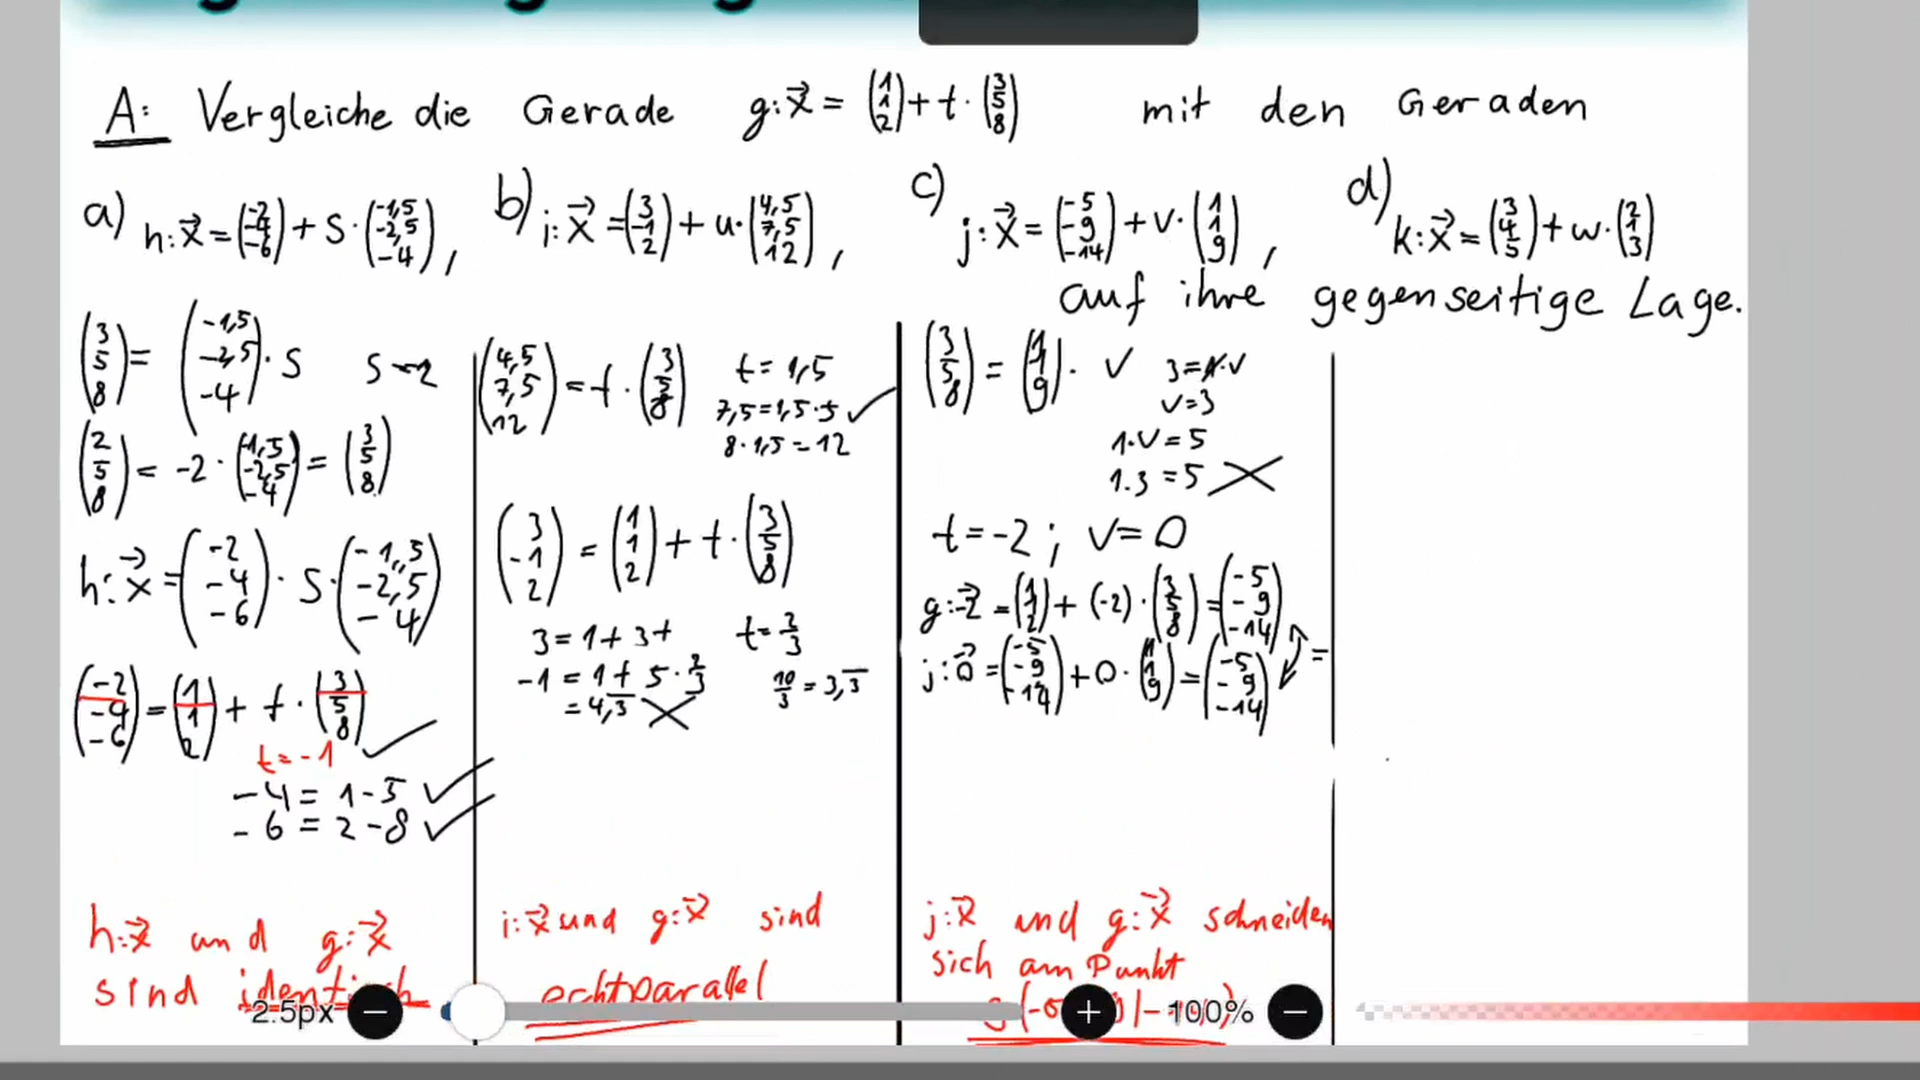 A: Vergleiche die Gerade g: x⃗ = (1 1 2) + t · (3 5 8) mit den Geraden
a) h: x⃗ = (-2 -4 -6) + s · (-1,5 -2,5 -4) ,
b) i: x⃗ = (3 -1 2) + u · (4,5 7,5 12) ,
c) j: x⃗ = (-5 -9 -14) + v · (1 1 9) ,
d) k: x⃗ = (3 4 5) + w · (2 1 3)
auf ihre gegenseitige Lage.
(3 5 8) = (-1,5 -2,5 -4) · s
(2 5 8) = -2 · (-1,5 -2,5 -4) = (3 5 8)
h: x⃗ = (-2 -4 -6) · s · (-1,5 -2,5 -4)
(-2 -4 -6) = (1 1 2) + t · (3 5 8)
t = -1 ✓
-4 = 1 - 5 ✓
-6 = 2 - 8 ✓
h: x⃗ und g: x⃗
sind identisch
(4,5 7,5 12) = t · (3 5 8)
t = 1,5
7,5 = 1,5 · 5 ✓
8 · 1,5 = 12
(3 -1 2) = (1 1 2) + t · (3 5 8)
3 = 1 + 3t t = 2/3
-1 = 1 + 5 · 2/3 10/3 = 3,3̅
= 4,3̅
i: x⃗ und g: x⃗ sind
echtparallel
(3 5 8) = (1 1 9) · v
3 = 1 · v
v = 3
1 · v = 5
1 · 3 = 5
t = -2 ; v = 0
g: -2⃗ = (1 1 2) + (-2) · (3 5 8) = (-5 -9 -14)
j: 0⃗ = (-5 -9 -14) + 0 · (1 1 9) = (-5 -9 -14) =
j: x⃗ und g: x⃗ schneiden
sich am Punkt
2.5px − + 100% −